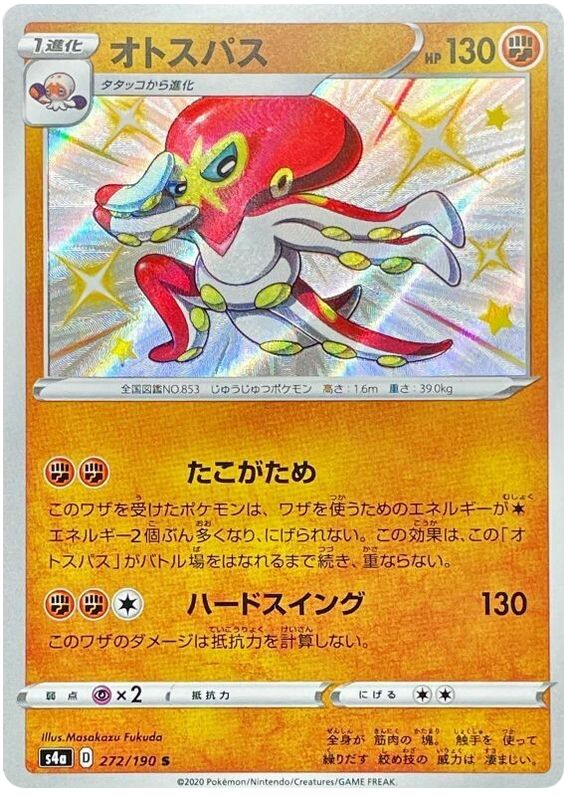 1進化 オトスパス HP 130
タタッコから進化
全国図鑑NO.853 じゅうじゅつポケモン 高さ:1.6m 重さ:39.0kg
たこがため
このワザを受けたポケモンは、ワザを使うためのエネルギーが
エネルギー2個ぶん多くなり、にげられない。この効果は、この「オ
トスパス」がバトル場をはなれるまで続き、重ならない。
ハードスイング 130
このワザのダメージは抵抗力を計算しない。
弱点 ×2 抵抗力 にげる
Illus.Masakazu Fukuda
s4a D 272/190 S
全身が 筋肉の 塊。 触手を 使って
繰りだす 絞め技の 威力は 凄まじい。
©2020 Pokémon/Nintendo/Creatures/GAME FREAK.